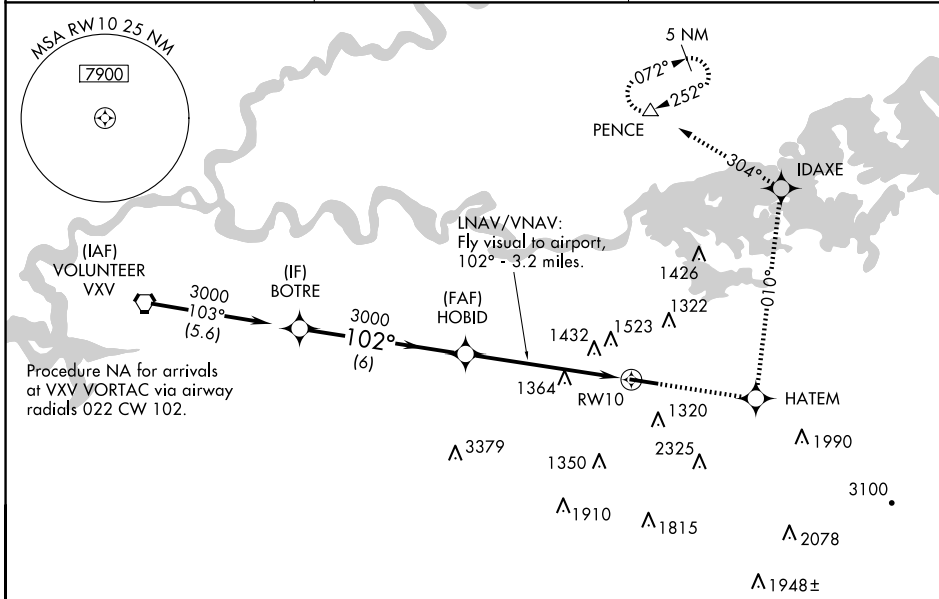 MSA RW10 25 NM
7900
5 NM
072°
252°
PENCE
304°
IDAXE
LNAV/VNAV:
Fly visual to airport,
102° - 3.2 miles.
(IAF)
VOLUNTEER
VXV
(IF)
BOTRE
(FAF)
HOBID
3000
103°
(5.6)
3000
102°
(6)
1426
010°
1322
1432
1523
1364
RW10
HATEM
Procedure NA for arrivals
at VXV VORTAC via airway
radials 022 CW 102.
1320
1990
3379
1350
2325
3100
1910
1815
2078
1948±